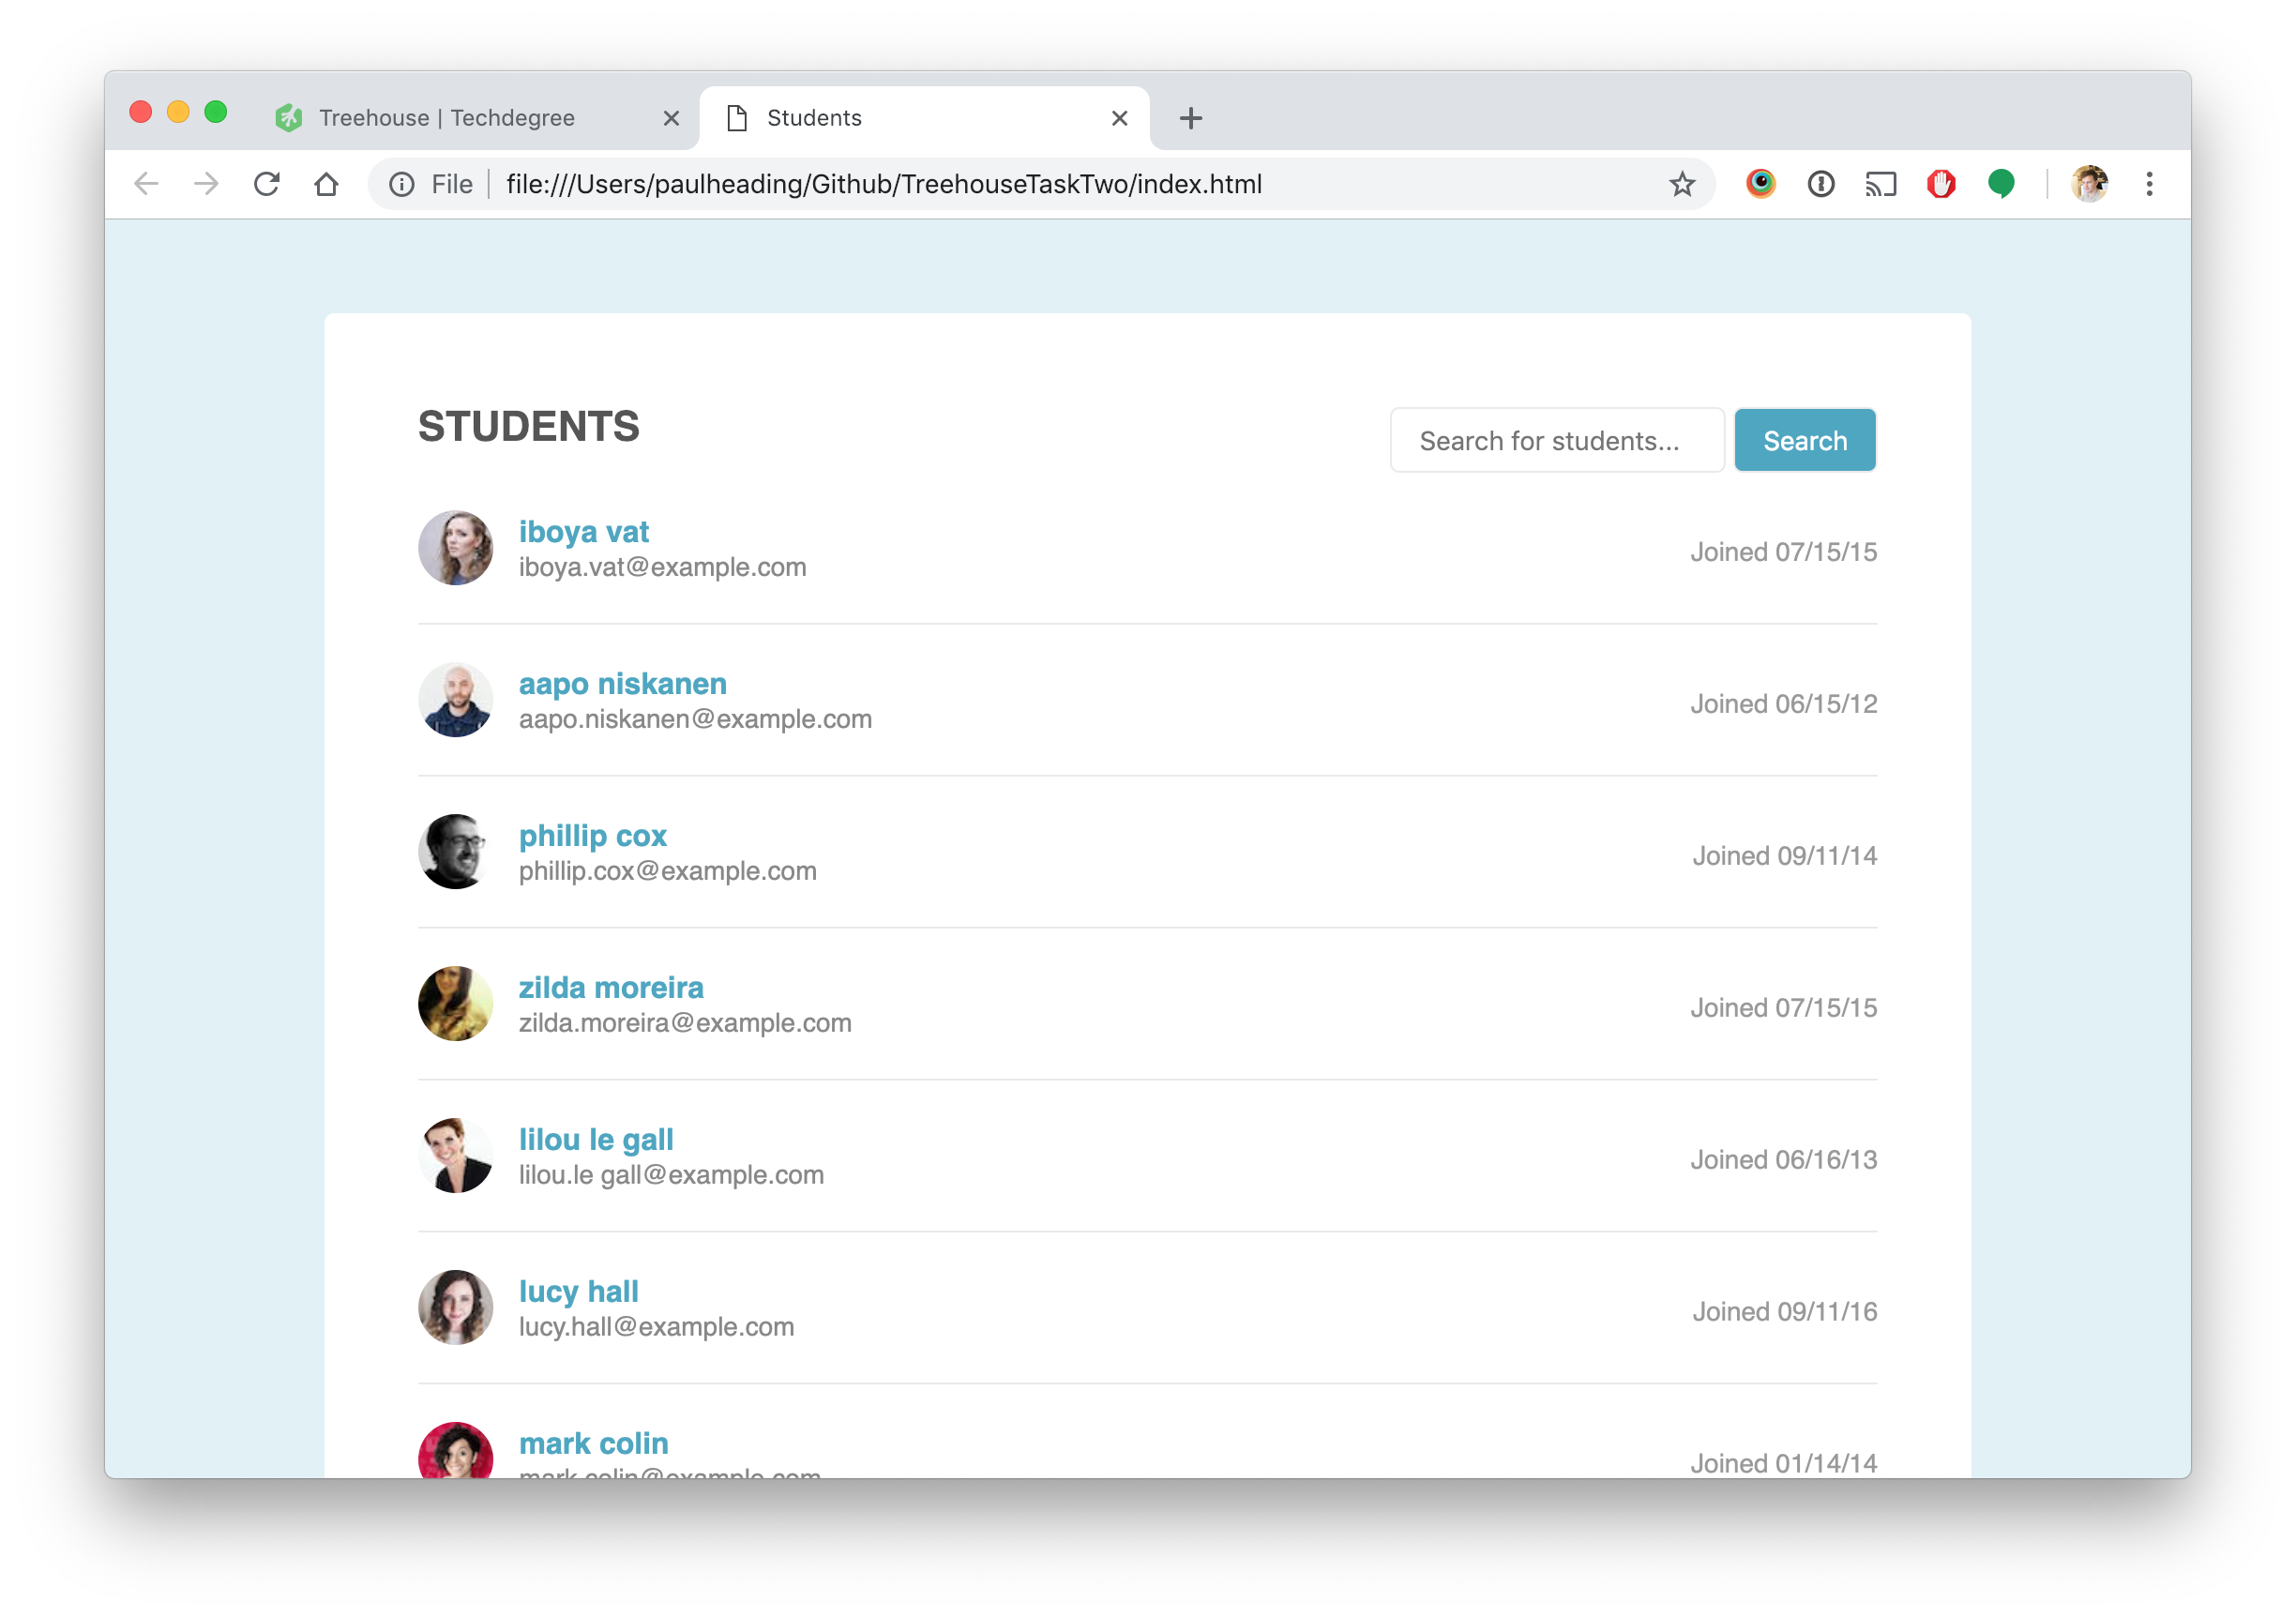 Treehouse | Techdegree
Students
File
file:///Users/paulheading/Github/TreehouseTaskTwo/index.html
STUDENTS
Search for students...
Search
iboya vat
iboya.vat@example.com
Joined 07/15/15
aapo niskanen
aapo.niskanen@example.com
Joined 06/15/12
phillip cox
phillip.cox@example.com
Joined 09/11/14
zilda moreira
zilda.moreira@example.com
Joined 07/15/15
lilou le gall
lilou.le gall@example.com
Joined 06/16/13
lucy hall
lucy.hall@example.com
Joined 09/11/16
mark colin
mark.colin@example.com
Joined 01/14/14